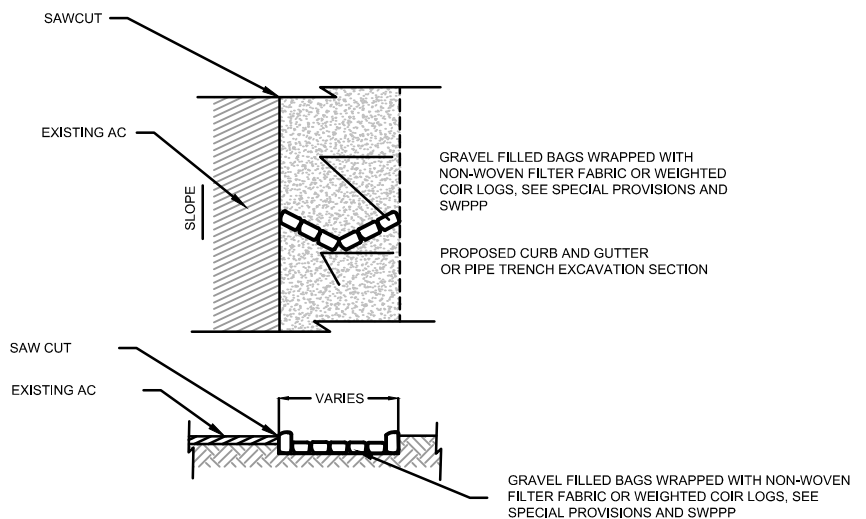 SAWCUT
EXISTING AC
SLOPE
GRAVEL FILLED BAGS WRAPPED WITH
NON-WOVEN FILTER FABRIC OR WEIGHTED
COIR LOGS, SEE SPECIAL PROVISIONS AND
SWPPP
PROPOSED CURB AND GUTTER
OR PIPE TRENCH EXCAVATION SECTION
SAW CUT
EXISTING AC
VARIES
GRAVEL FILLED BAGS WRAPPED WITH NON-WOVEN
FILTER FABRIC OR WEIGHTED COIR LOGS, SEE
SPECIAL PROVISIONS AND SWPPP